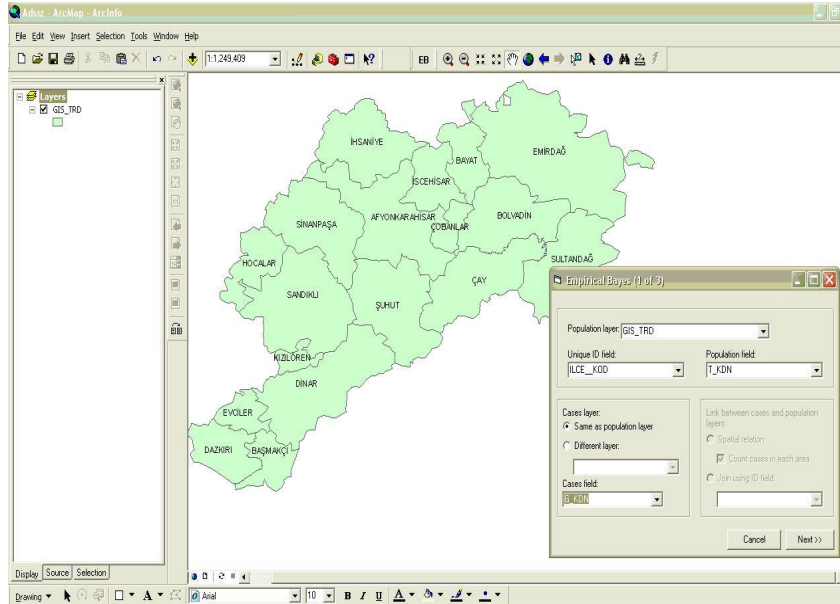 Adsız - ArcMap - ArcInfo
File Edit View Insert Selection Tools Window Help
1:1,249,409
EB
Layers
GIS_TRD
İHSANİYE
EMİRDAĞ
BAYAT
İSCEHİSAR
AFYONKARAHİSAR
BOLVADİN
SİNANPAŞA
ÇOBANLAR
SULTANDAĞ
HOCALAR
ÇAY
SANDIKLI
ŞUHUT
KIZILÖREN
DİNAR
EVCİLER
DAZKIRI
BAŞMAKÇI
Empirical Bayes (1 of 3)
Population layer: GIS_TRD
Unique ID field:
Population field:
ILCE__KOD
T_KDN
Cases layer:
Same as population layer
Different layer:
Cases field:
G_KDN
Link between cases and population layers:
Spatial relation
Count cases in each area
Join using ID field:
Cancel
Next >>
Display Source Selection
Drawing
A
Arial
10
B I U A